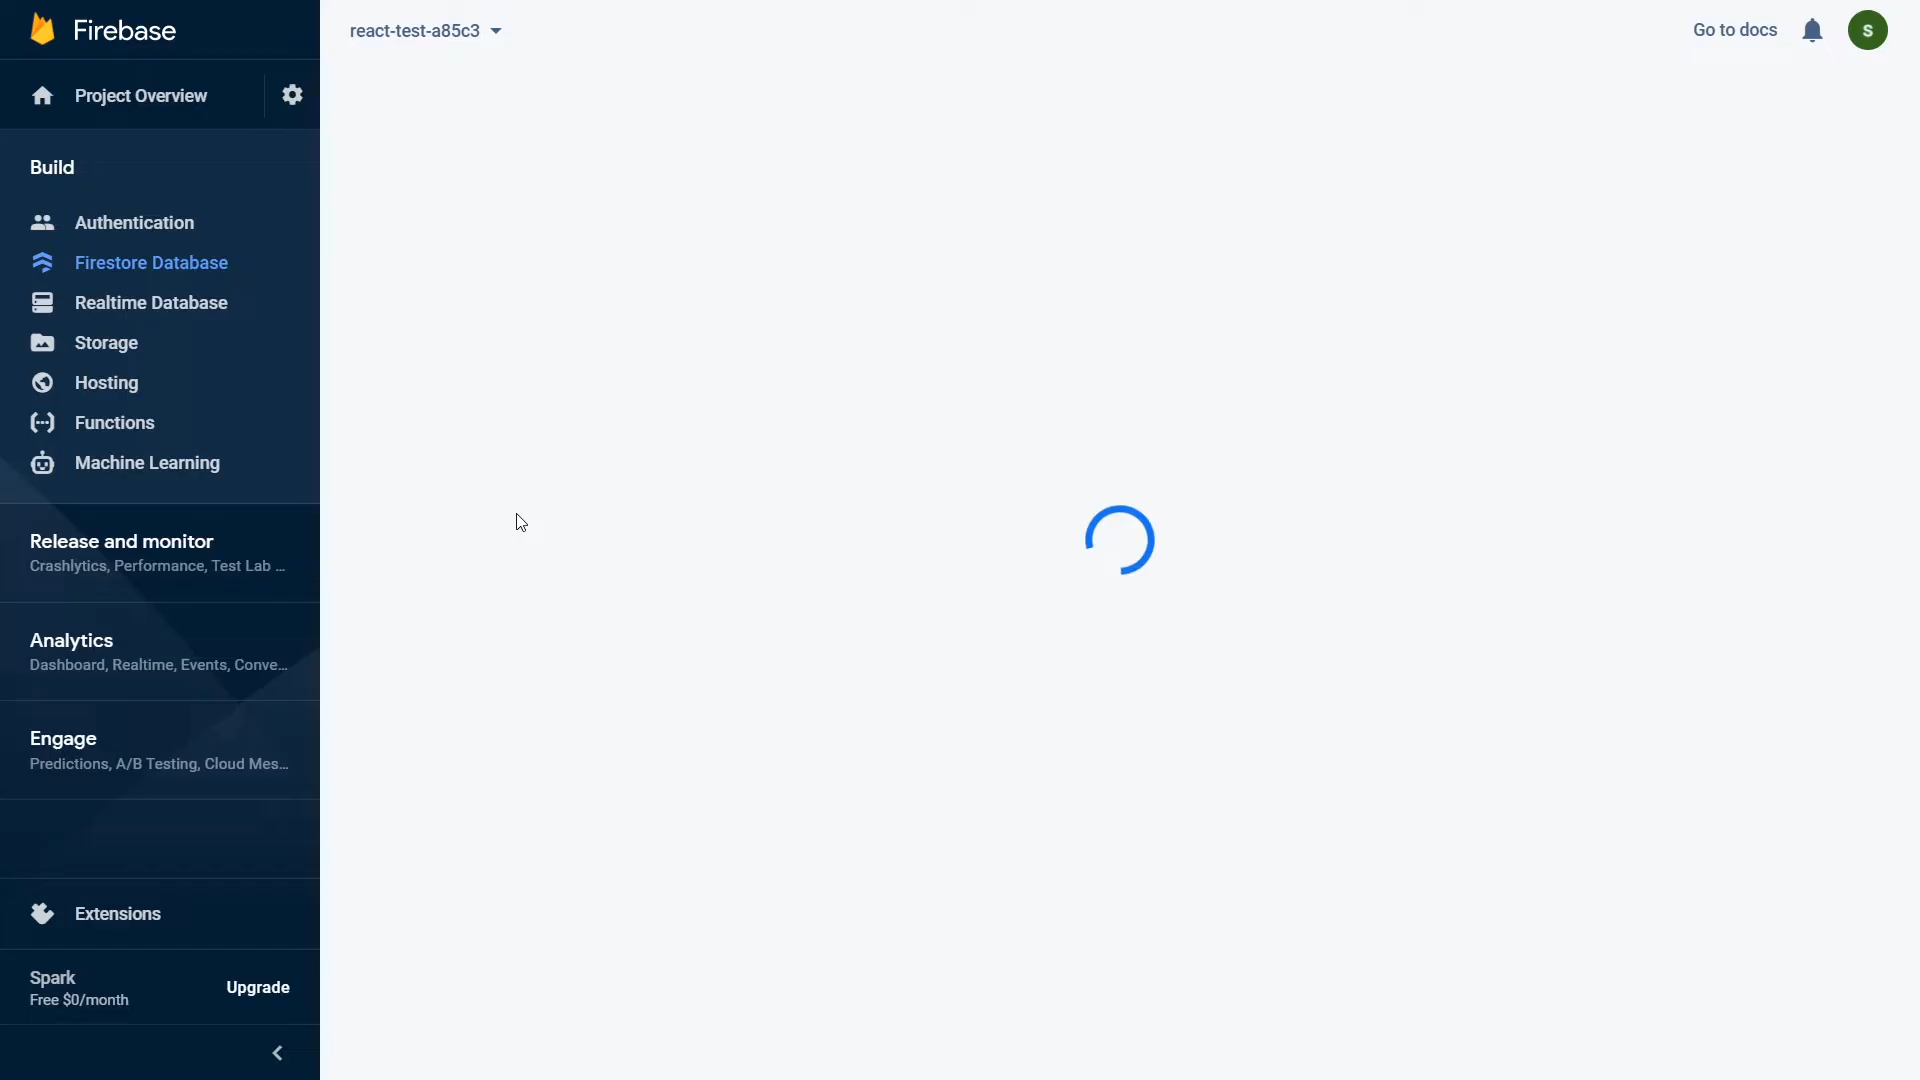 Firebase
react-test-a85c3
Go to docs
S
Project Overview
Build
Authentication
Firestore Database
Realtime Database
Storage
Hosting
Functions
Machine Learning
Release and monitor
Crashlytics, Performance, Test Lab ...
Analytics
Dashboard, Realtime, Events, Conve...
Engage
Predictions, A/B Testing, Cloud Mes...
Extensions
Spark
Free $0/month
Upgrade